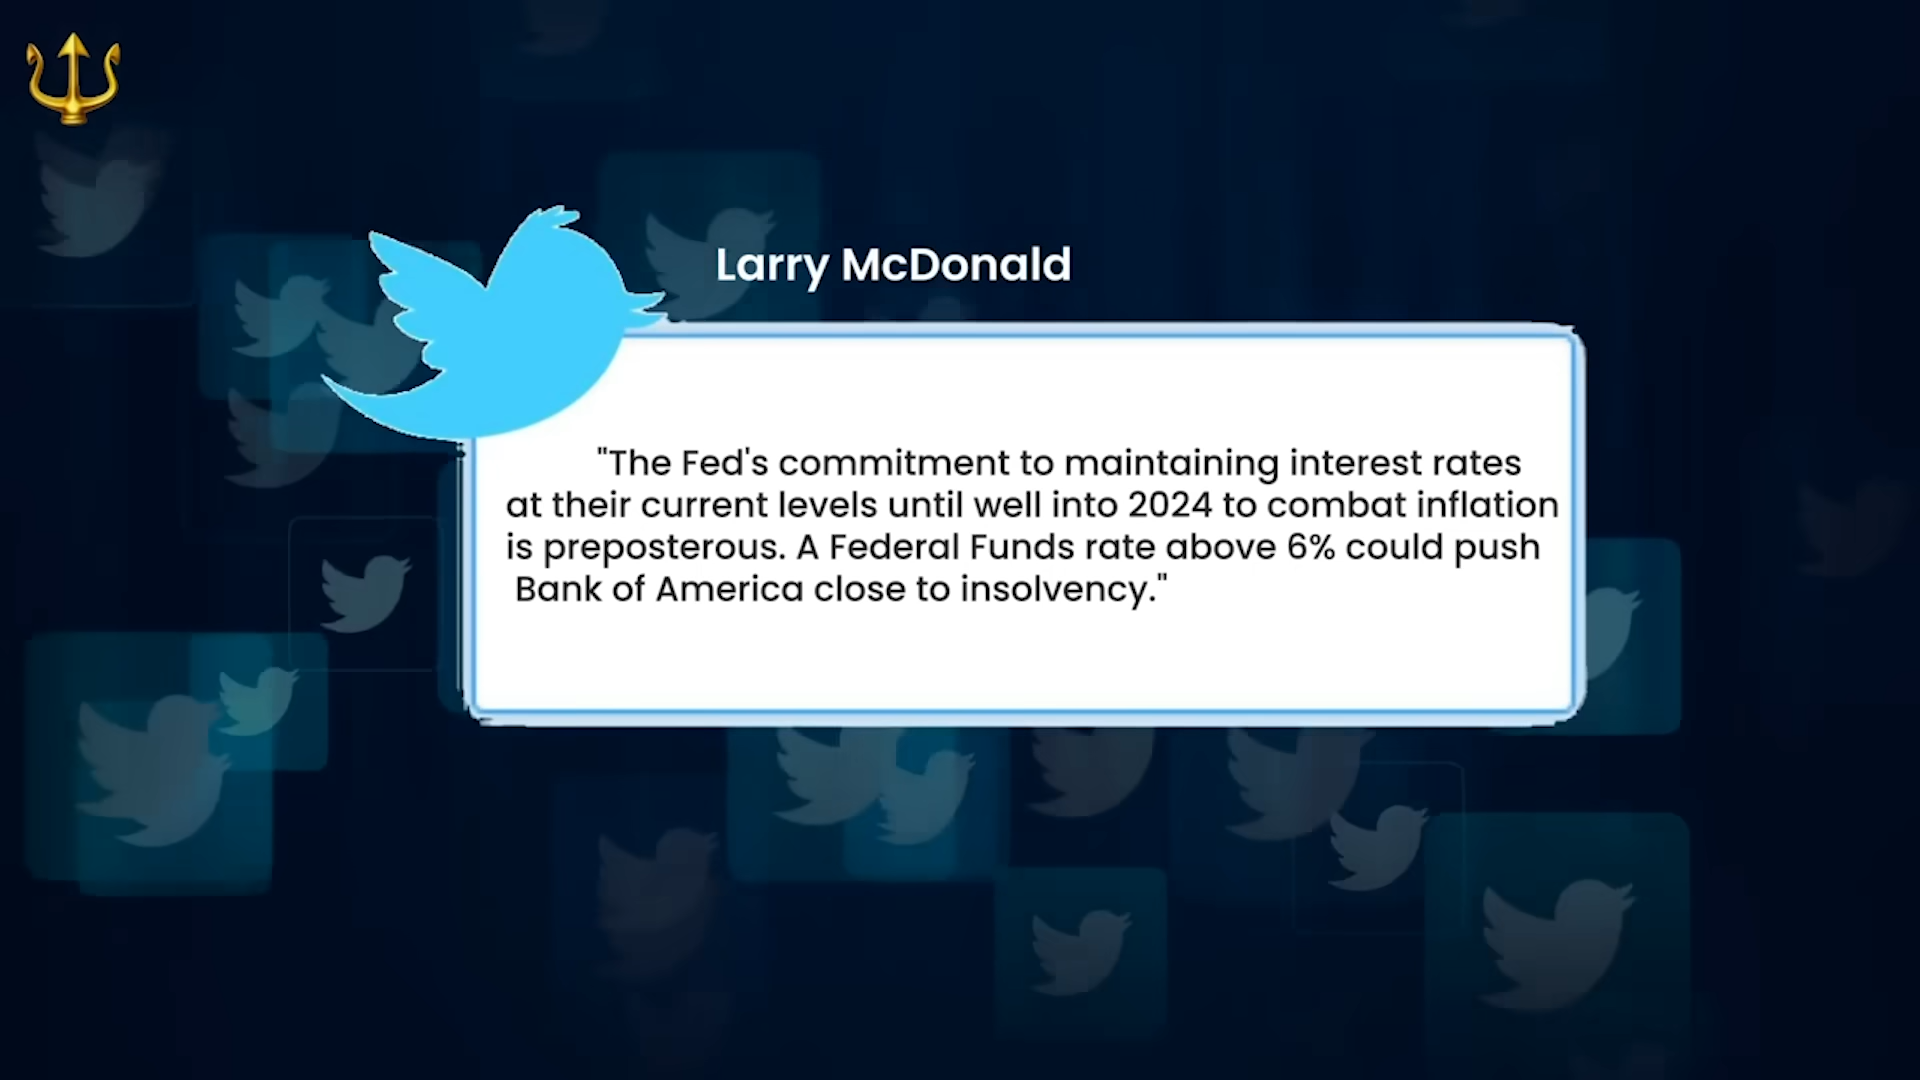 Larry McDonald
"The Fed's commitment to maintaining interest rates
at their current levels until well into 2024 to combat inflation
is preposterous. A Federal Funds rate above 6% could push
Bank of America close to insolvency."